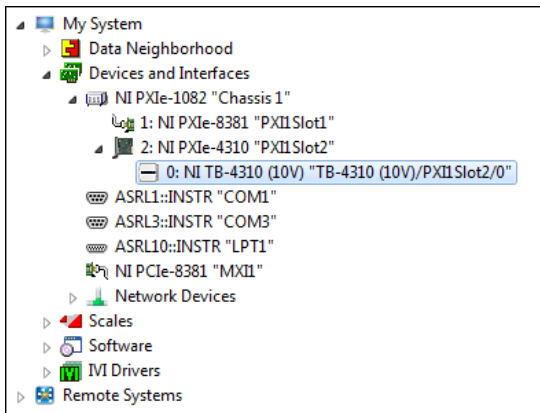 My System
Data Neighborhood
Devices and Interfaces
NI PXIe-1082 "Chassis 1"
1: NI PXIe-8381 "PXI1Slot1"
2: NI PXIe-4310 "PXI1Slot2"
0: NI TB-4310 (10V) "TB-4310 (10V)/PXI1Slot2/0"
ASRL1::INSTR "COM1"
ASRL3::INSTR "COM3"
ASRL10::INSTR "LPT1"
NI PCIe-8381 "MXI1"
Network Devices
Scales
Software
IVI Drivers
Remote Systems